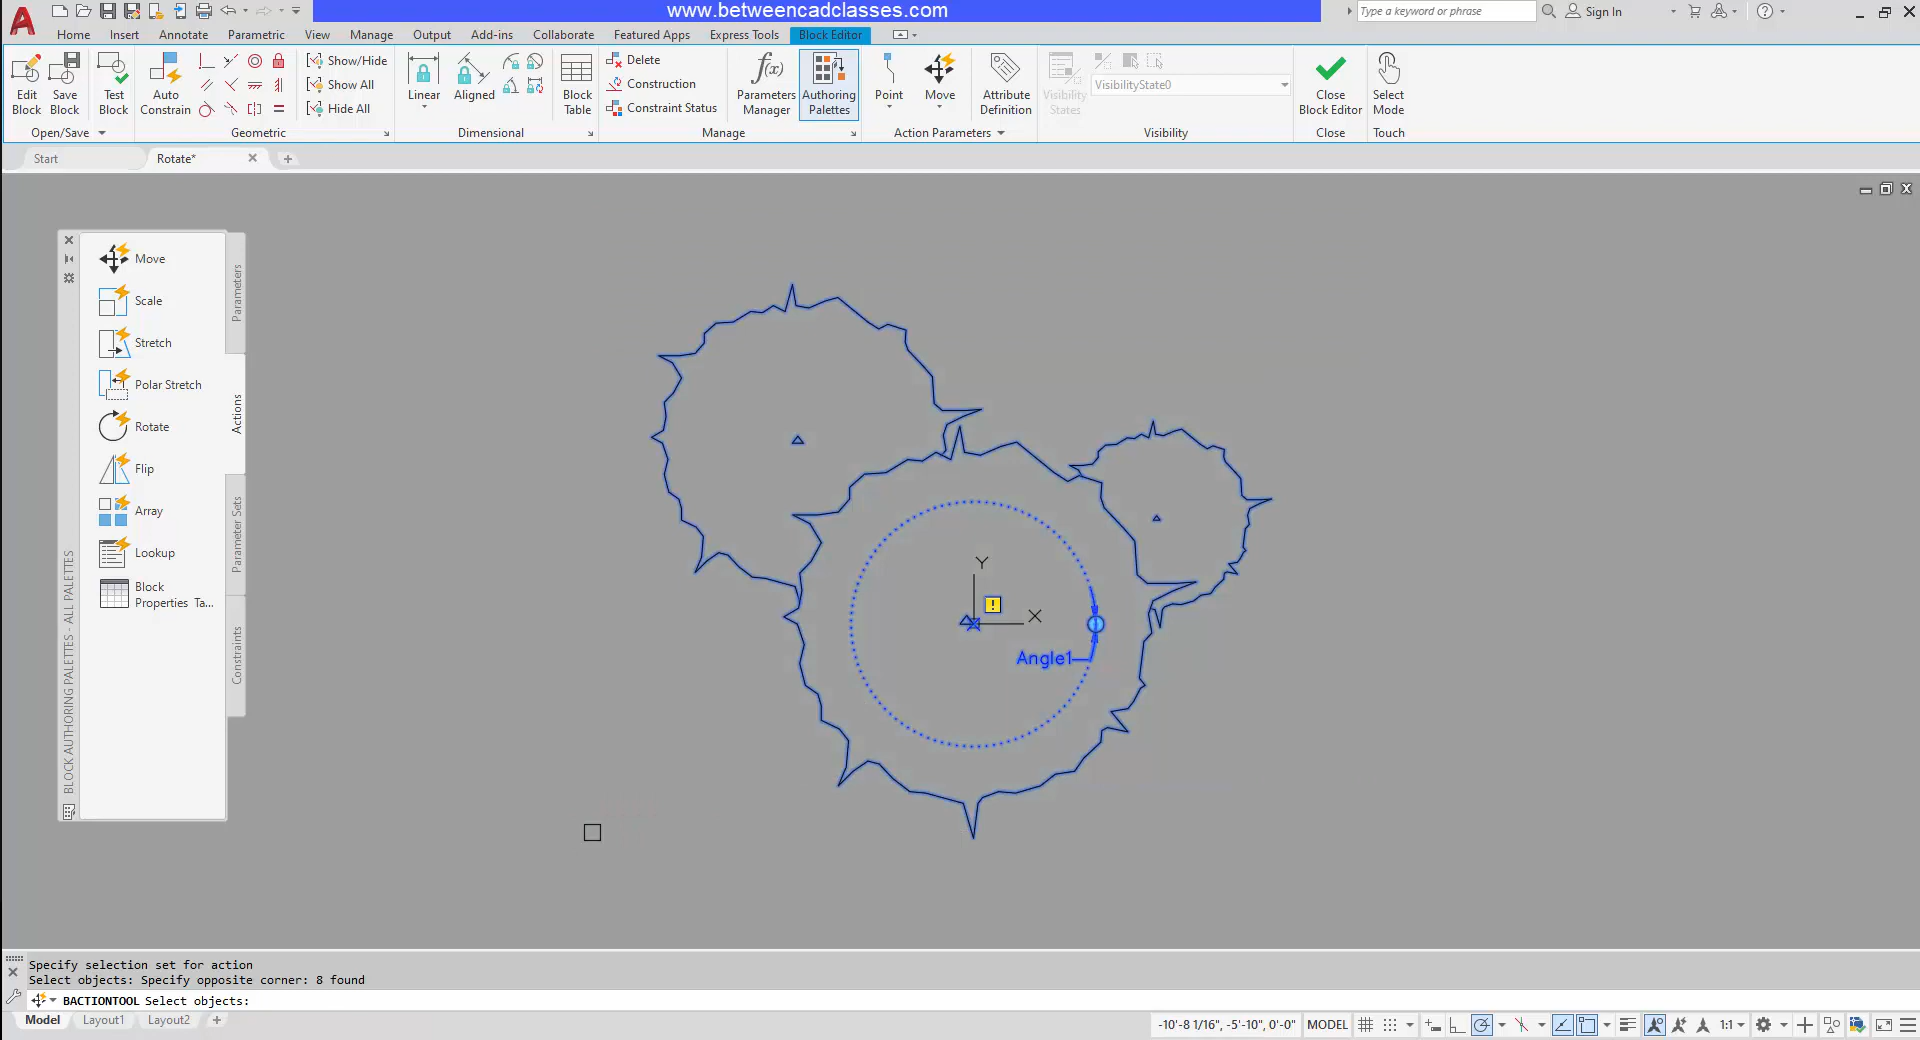 www.betweencadclasses.com
Type a keyword or phrase
Sign In
Home Insert Annotate Parametric View Manage Output Add-ins Collaborate Featured Apps Express Tools Block Editor
Edit Block
Save Block
Test Block
Auto Constrain
Show/Hide
Show All
Hide All
Linear
Aligned
Block Table
Delete
Construction
Constraint Status
f(x)
Parameters Manager
Authoring Palettes
Point
Move
Attribute Definition
Visibility States
VisibilityState0
Close Block Editor
Select Mode
Open/Save Geometric Dimensional Manage Action Parameters Visibility Close Touch
Start Rotate*
Move
Scale
Stretch
Polar Stretch
Rotate
Flip
Array
Lookup
Block
Properties Ta...
Parameters
Actions
Parameter Sets
Constraints
BLOCK AUTHORING PALETTES - ALL PALETTES
Y
!
X
Angle1
Specify selection set for action
Select objects: Specify opposite corner: 8 found
BACTIONTOOL Select objects:
Model Layout1 Layout2
-10'-8 1/16", -5'-10", 0'-0" MODEL 1:1